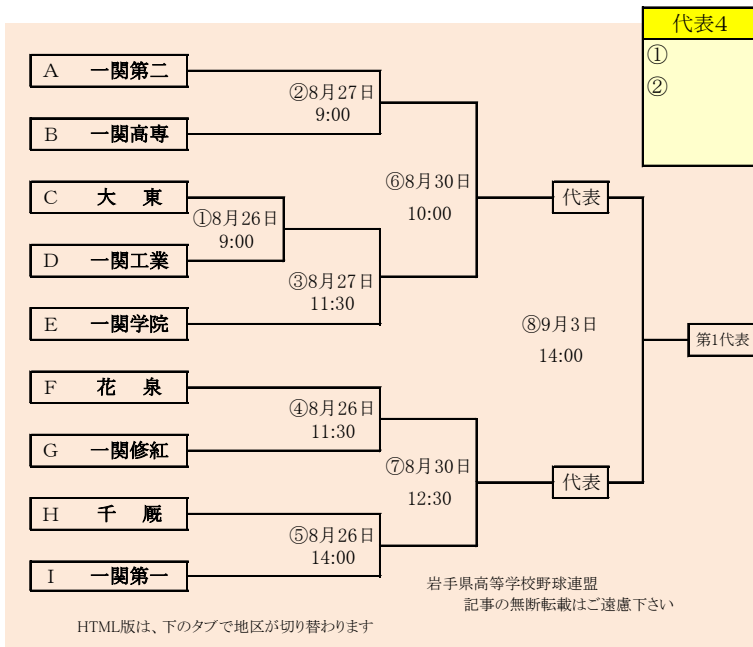 代表4
①
②
A 一関第二
②8月27日
9:00
B 一関高専
⑥8月30日
10:00
代表
C 大 東
①8月26日
9:00
D 一関工業
③8月27日
11:30
E 一関学院
⑧9月3日
14:00
第1代表
F 花 泉
④8月26日
11:30
G 一関修紅
⑦8月30日
12:30
代表
H 千 厩
⑤8月26日
14:00
I 一関第一
岩手県高等学校野球連盟
記事の無断転載はご遠慮下さい
HTML版は、下のタブで地区が切り替わります